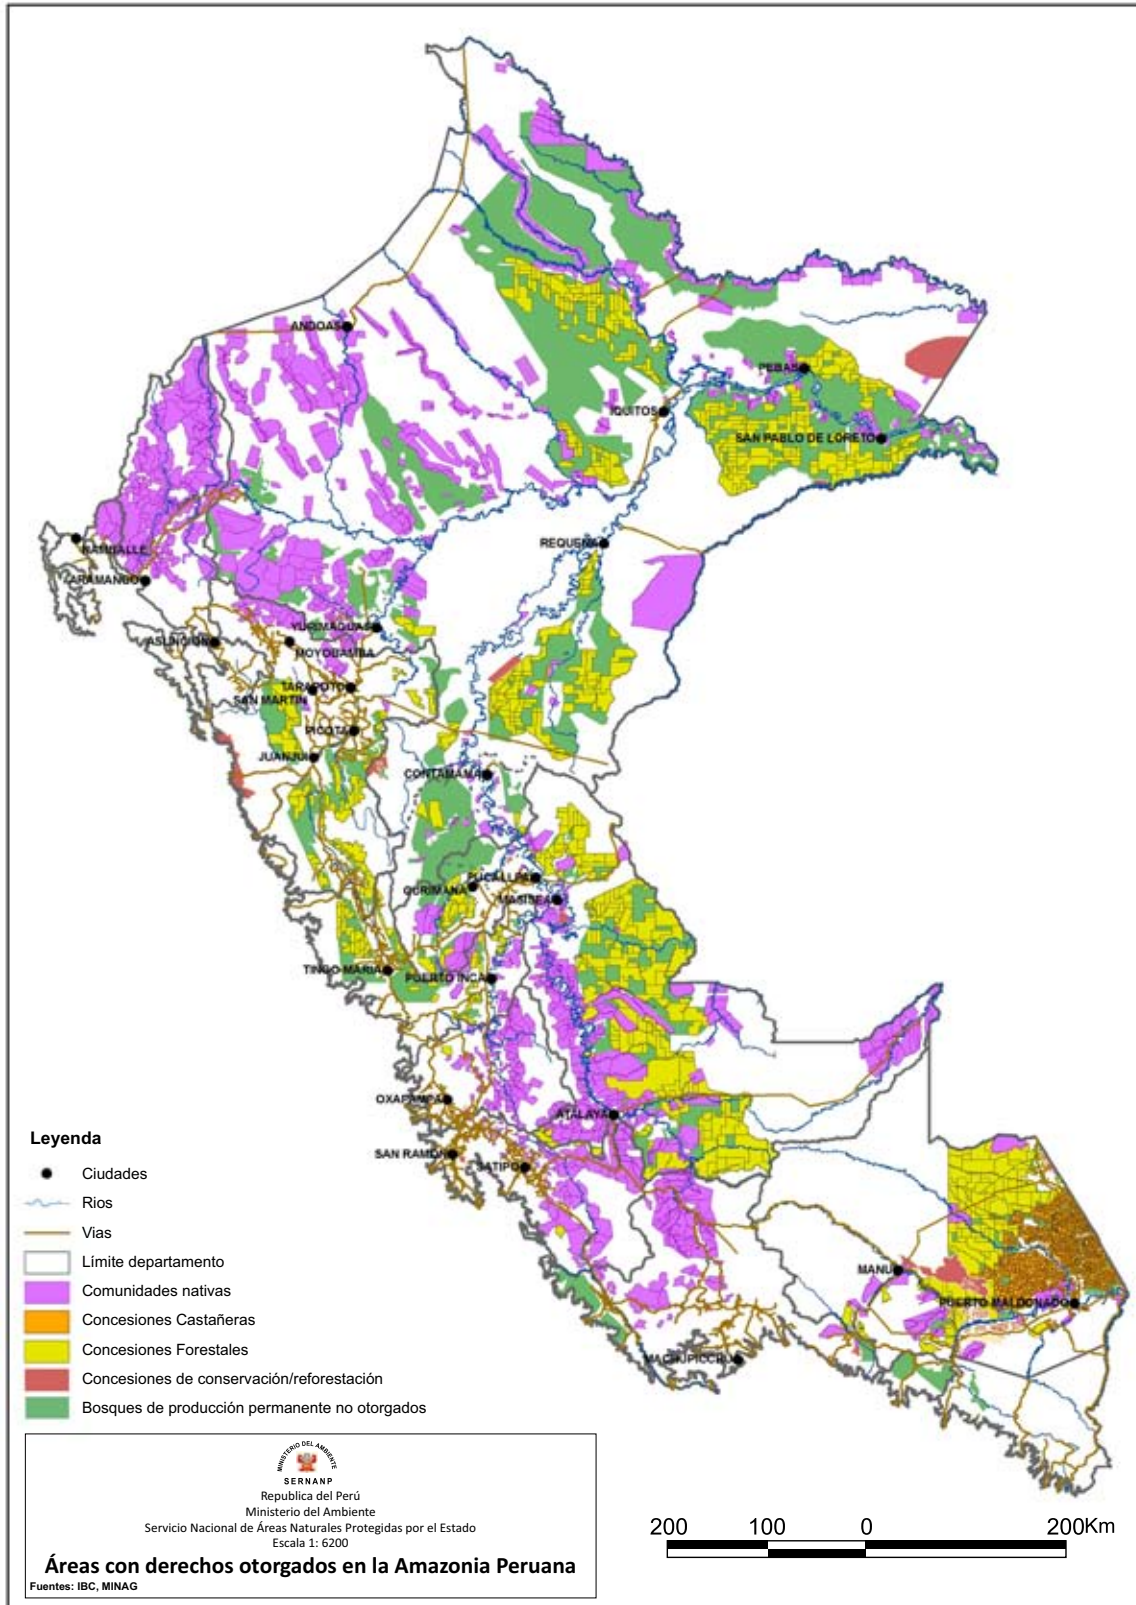 ANDOAS
PEBAS
IQUITOS
SAN PABLO DE LORETO
REQUENA
NAMBALLE
ARAMANGO
YURIMAGUAS
ASUNCION
MOYOBAMBA
TARAPOTO
SAN MARTIN
PICOTA
JUANJUI
CONTAMANA
PUCALLPA
CURIMANA
MASISEA
TINGO MARIA
PUERTO INCA
OXAPAMPA
ATALAYA
SAN RAMON
SATIPO
MANU
PUERTO MALDONADO
MACHUPICCHU
Leyenda
Ciudades
Rios
Vias
Límite departamento
Comunidades nativas
Concesiones Castañeras
Concesiones Forestales
Concesiones de conservación/reforestación
Bosques de producción permanente no otorgados
MINISTERIO DEL AMBIENTE
SERNANP
Republica del Perú
Ministerio del Ambiente
Servicio Nacional de Áreas Naturales Protegidas por el Estado
Escala 1: 6200
Áreas con derechos otorgados en la Amazonia Peruana
Fuentes: IBC, MINAG
200 100 0 200Km